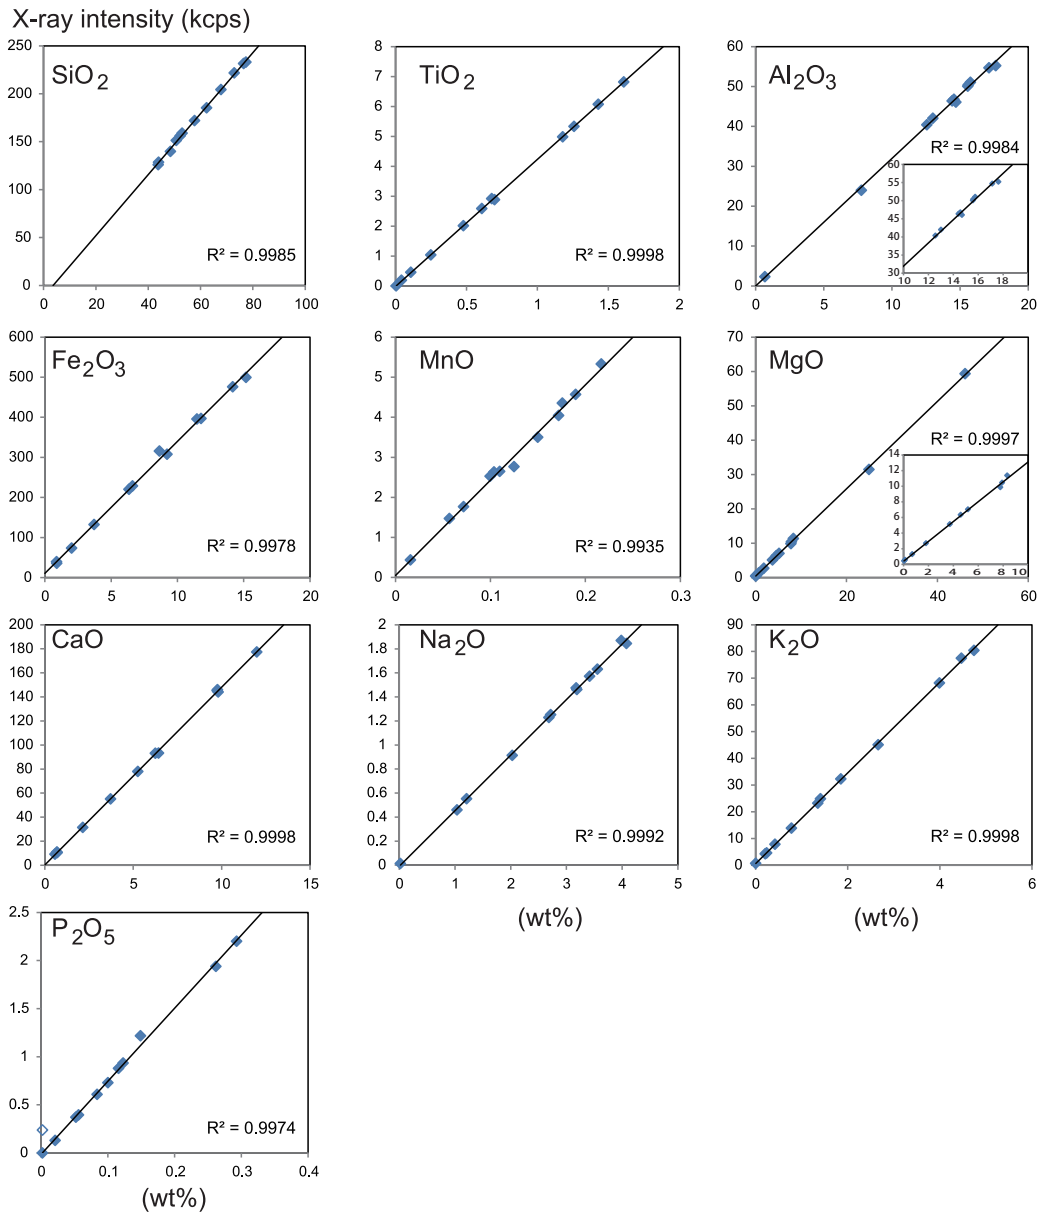 X-ray intensity (kcps)
SiO2
250
200
150
100
50
0
R² = 0.9985
0 20 40 60 80 100
TiO2
8
7
6
5
4
3
2
1
0
R² = 0.9998
0 0.5 1 1.5 2
Al2O3
60
50
40
30
20
10
0
R² = 0.9984
60
55
50
45
40
35
30
10 12 14 16 18
0 5 10 15 20
Fe2O3
600
500
400
300
200
100
0
R² = 0.9978
0 5 10 15 20
MnO
6
5
4
3
2
1
0
R² = 0.9935
0 0.1 0.2 0.3
MgO
70
60
50
40
30
20
10
0
R² = 0.9997
14
12
10
8
6
4
2
0
0 2 4 6 8 10
0 20 40 60
CaO
200
180
160
140
120
100
80
60
40
20
0
R² = 0.9998
0 5 10 15
Na2O
2
1.8
1.6
1.4
1.2
1
0.8
0.6
0.4
0.2
0
R² = 0.9992
0 1 2 3 4 5
(wt%)
K2O
90
80
70
60
50
40
30
20
10
0
R² = 0.9998
0 2 4 6
(wt%)
P2O5
2.5
2
1.5
1
0.5
0
R² = 0.9974
0 0.1 0.2 0.3 0.4
(wt%)